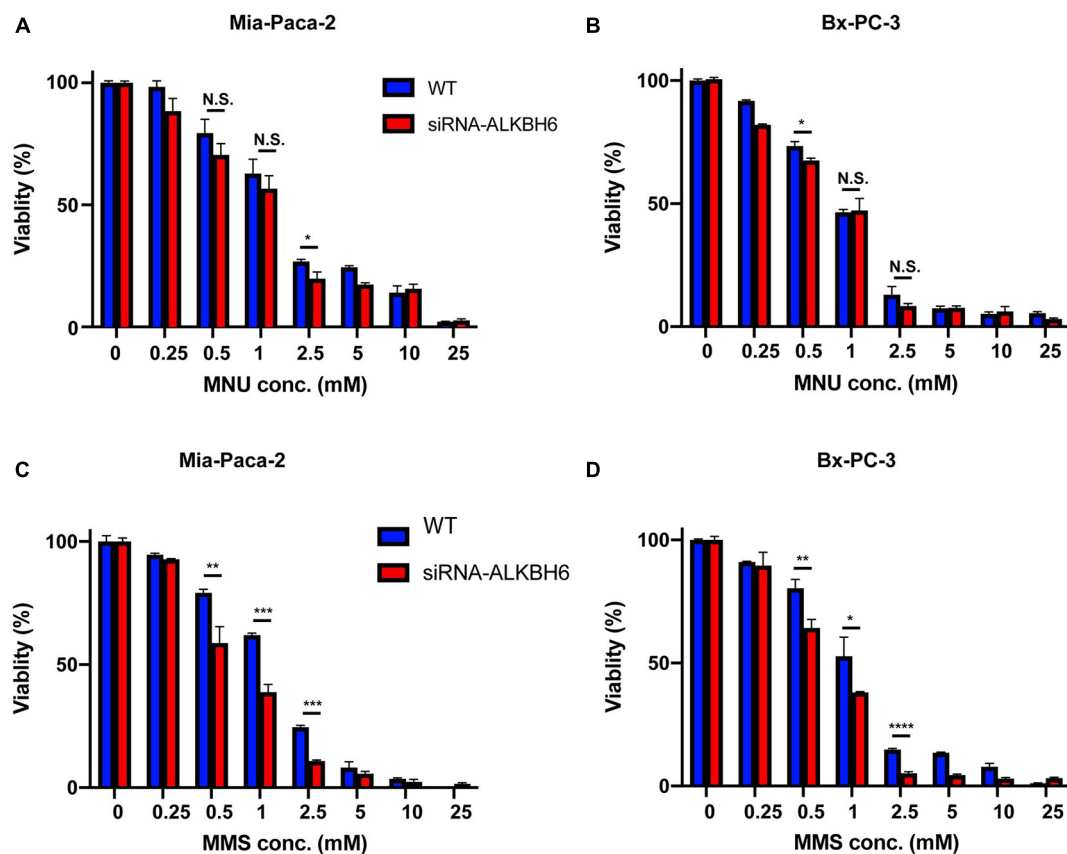 A
Mia-Paca-2
Viablity (%)
100
50
0
N.S.
N.S.
*
WT
siRNA-ALKBH6
0 0.25 0.5 1 2.5 5 10 25
MNU conc. (mM)
B
Bx-PC-3
Viablity (%)
100
50
0
*
N.S.
N.S.
0 0.25 0.5 1 2.5 5 10 25
MNU conc. (mM)
C
Mia-Paca-2
Viablity (%)
100
50
0
**
***
***
WT
siRNA-ALKBH6
0 0.25 0.5 1 2.5 5 10 25
MMS conc. (mM)
D
Bx-PC-3
Viablity (%)
100
50
0
**
*
****
0 0.25 0.5 1 2.5 5 10 25
MMS conc. (mM)